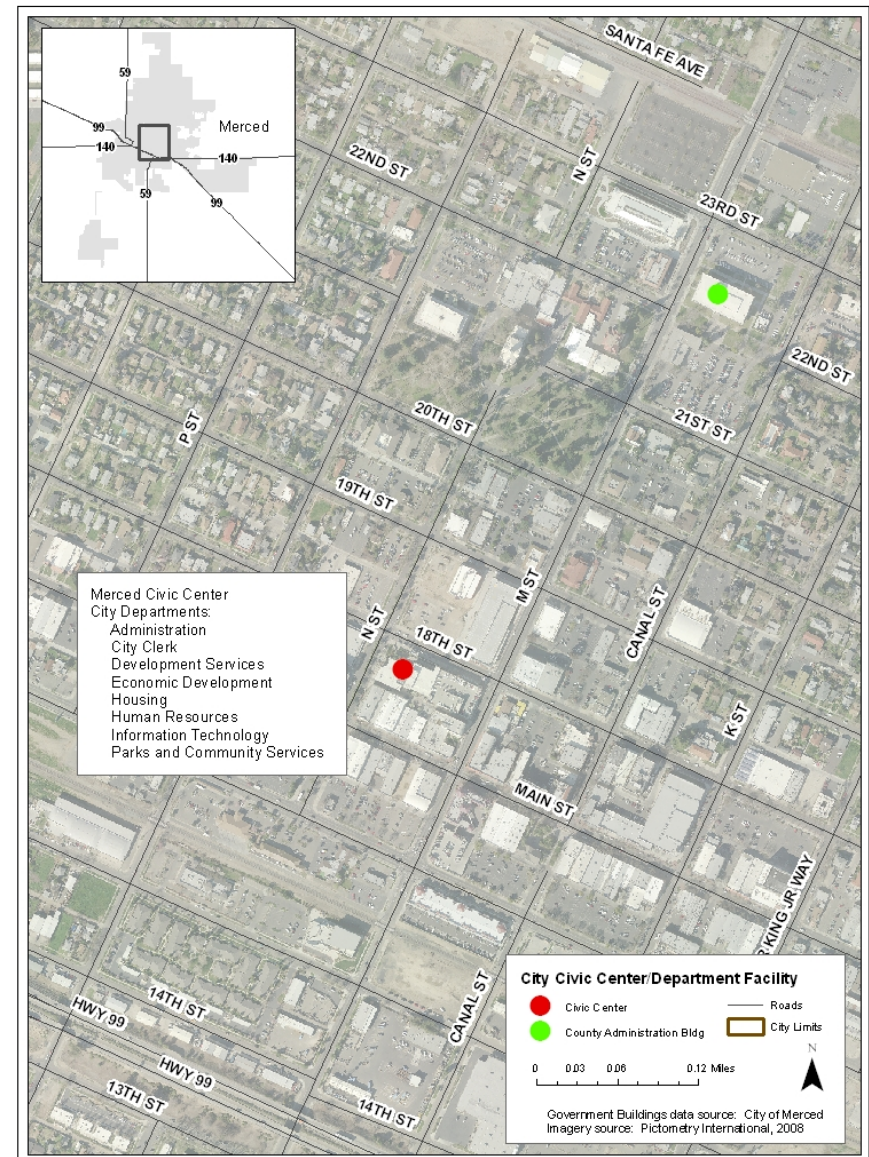 59
Merced
99
140
140
59
99
SANTA FE AVE
22ND ST
N ST
23RD ST
22ND ST
P ST
20TH ST
21ST ST
19TH ST
M ST
CANAL ST
N ST
18TH ST
K ST
Merced Civic Center
City Departments:
Administration
City Clerk
Development Services
Economic Development
Housing
Human Resources
Information Technology
Parks and Community Services
MAIN ST
KING JR WAY
14TH ST
HWY 99
CANAL ST
HWY 99
13TH ST
14TH ST
City Civic Center/Department Facility
Civic Center
Roads
County Administration Bldg
City Limits
N
0 0.03 0.06 0.12 Miles
Government Buildings data source: City of Merced
Imagery source: Pictometry International, 2008